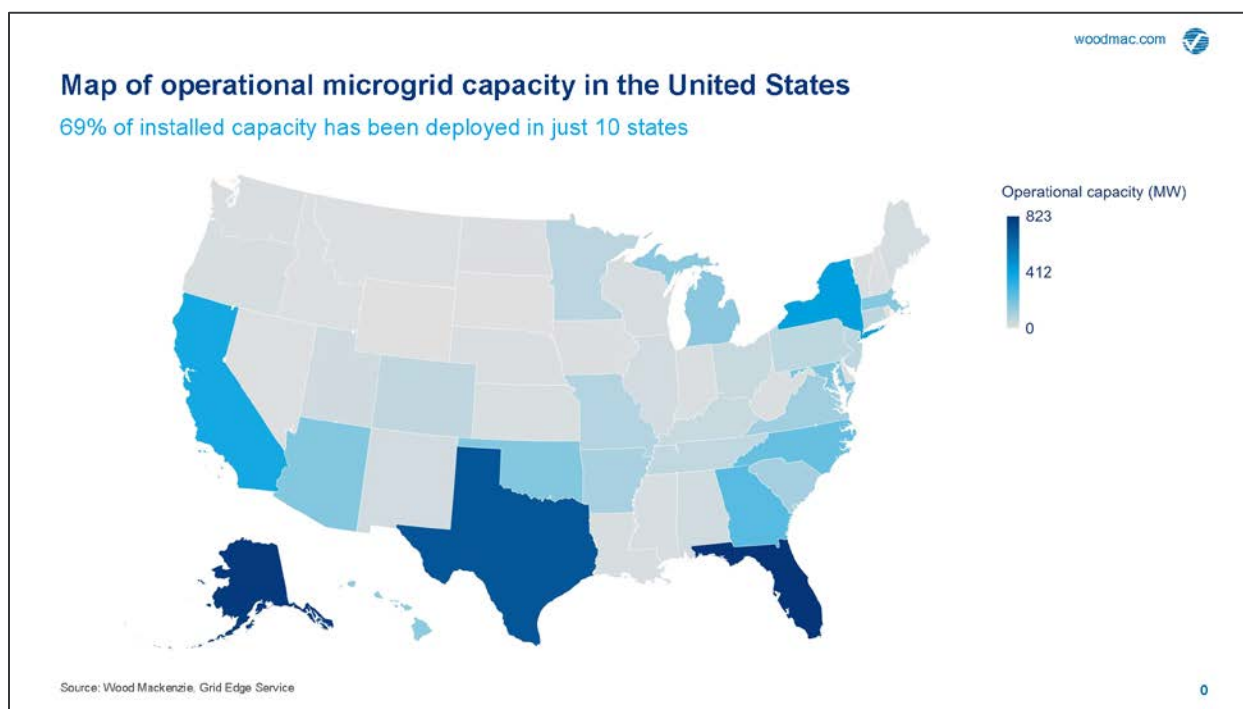 woodmac.com
Map of operational microgrid capacity in the United States
69% of installed capacity has been deployed in just 10 states
Operational capacity (MW)
823
412
0
Source: Wood Mackenzie, Grid Edge Service
0